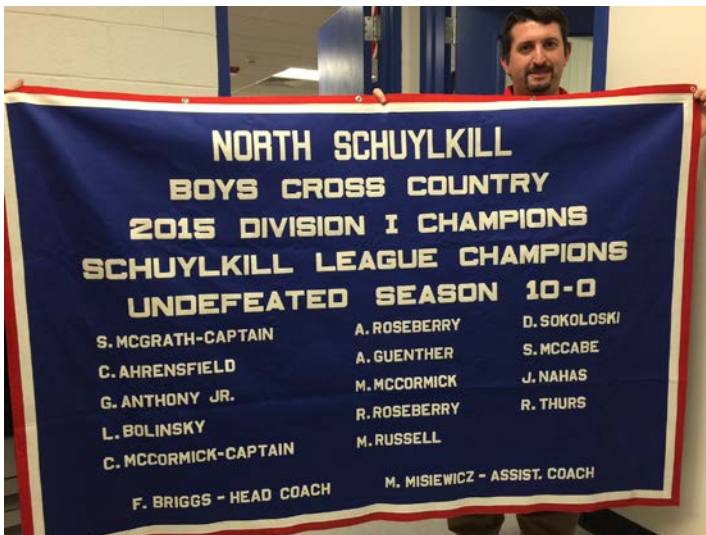 NORTH SCHUYLKILL
BOYS CROSS COUNTRY
2015 DIVISION I CHAMPIONS
SCHUYLKILL LEAGUE CHAMPIONS
UNDEFEATED SEASON 10-0
S. MCGRATH-CAPTAIN
C. AHRENSFIELD
G. ANTHONY JR.
L. BOLINSKY
C. MCCORMICK-CAPTAIN
A. ROSEBERRY
A. GUENTHER
M. MCCORMICK
R. ROSEBERRY
M. RUSSELL
D. SOKOLOSKI
S. MCCABE
J. NAHAS
R. THURS
F. BRIGGS - HEAD COACH
M. MISIEWICZ - ASSIST. COACH